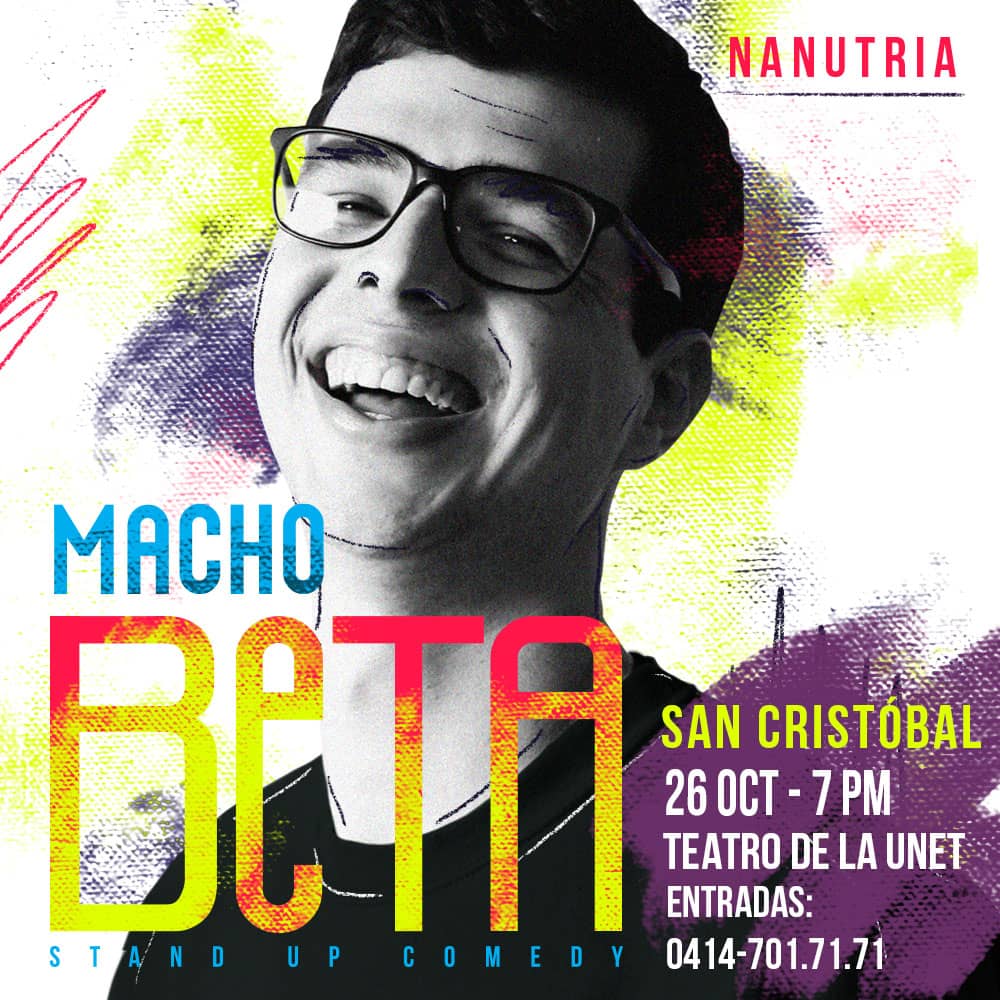 NANUTRIA
MACHO
BeTA
STAND UP COMEDY
SAN CRISTÓBAL
26 OCT - 7 PM
TEATRO DE LA UNET
ENTRADAS:
0414-701.71.71